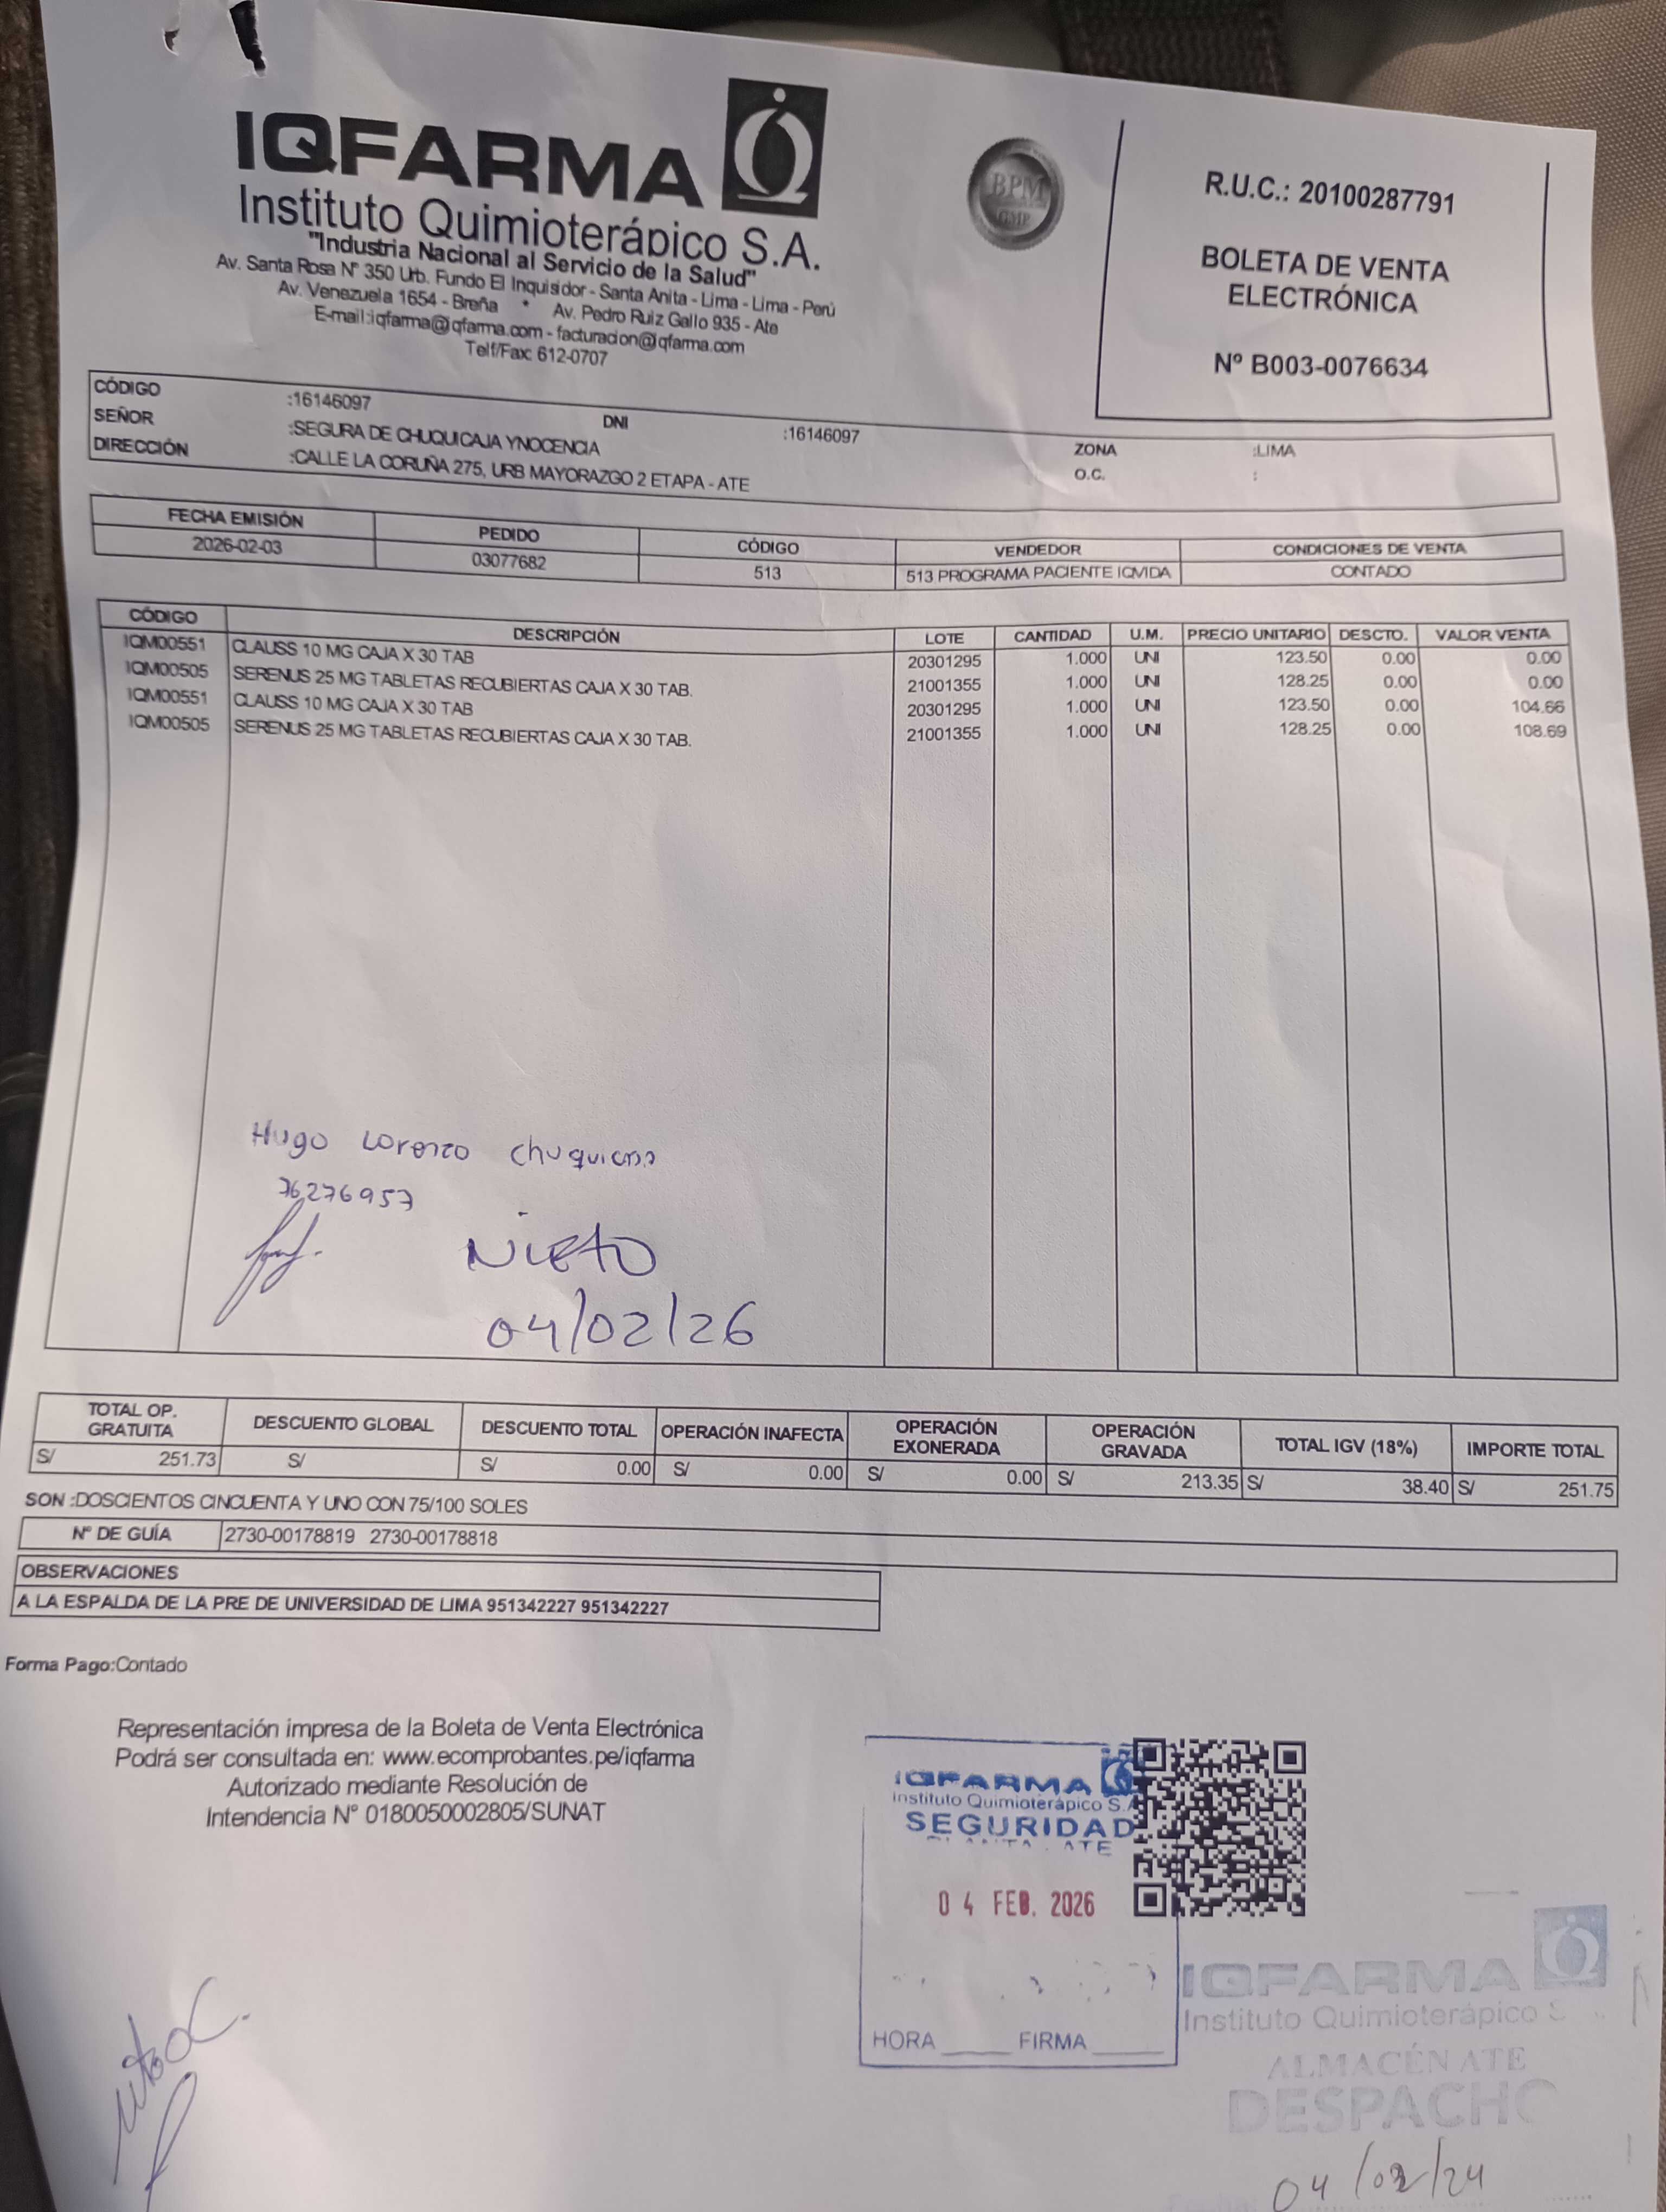 IQFARMA
Instituto Quimioterápico S.A.
"Industria Nacional al Servicio de la Salud"
Av. Santa Rosa N° 350 Urb. Fundo El Inquisidor - Santa Anita - Lima - Lima - Perú
Av. Venezuela 1654 - Breña * Av. Pedro Ruiz Gallo 935 - Ate
E-mail:iqfarma@iqfarma.com - facturacion@iqfarma.com
Telf/Fax: 612-0707
BPM
GMP
R.U.C.: 20100287791
BOLETA DE VENTA
ELECTRÓNICA
Nº B003-0076634
CÓDIGO :16146097 DNI :16146097
SEÑOR :SEGURA DE CHUQUICAJA YNOCENCIA ZONA :LIMA
DIRECCIÓN :CALLE LA CORUÑA 275, URB MAYORAZGO 2 ETAPA - ATE O.C. :
FECHA EMISIÓN PEDIDO CÓDIGO VENDEDOR CONDICIONES DE VENTA
2026-02-03 03077682 513 513 PROGRAMA PACIENTE IQVIDA CONTADO
CÓDIGO DESCRIPCIÓN LOTE CANTIDAD U.M. PRECIO UNITARIO DESCTO. VALOR VENTA
IQM00551 CLAUSS 10 MG CAJA X 30 TAB 20301295 1.000 UNI 123.50 0.00 0.00
IQM00505 SERENUS 25 MG TABLETAS RECUBIERTAS CAJA X 30 TAB. 21001355 1.000 UNI 128.25 0.00 0.00
IQM00551 CLAUSS 10 MG CAJA X 30 TAB 20301295 1.000 UNI 123.50 0.00 104.66
IQM00505 SERENUS 25 MG TABLETAS RECUBIERTAS CAJA X 30 TAB. 21001355 1.000 UNI 128.25 0.00 108.69
Hugo Lorenzo
76276957
Nieto
04/02/26
TOTAL OP. GRATUITA DESCUENTO GLOBAL DESCUENTO TOTAL OPERACIÓN INAFECTA OPERACIÓN EXONERADA OPERACIÓN GRAVADA TOTAL IGV (18%) IMPORTE TOTAL
S/ 251.73 S/ S/ 0.00 S/ 0.00 S/ 0.00 S/ 213.35 S/ 38.40 S/ 251.75
SON :DOSCIENTOS CINCUENTA Y UNO CON 75/100 SOLES
N° DE GUÍA 2730-00178819 2730-00178818
OBSERVACIONES
A LA ESPALDA DE LA PRE DE UNIVERSIDAD DE LIMA 951342227 951342227
Forma Pago:Contado
Representación impresa de la Boleta de Venta Electrónica
Podrá ser consultada en: www.ecomprobantes.pe/iqfarma
Autorizado mediante Resolución de
Intendencia N° 0180050002805/SUNAT
IQFARMA
Instituto Quimioterápico S.A
SEGURIDAD
PLANTA ATE
04 FEB. 2026
HORA FIRMA
IQFARMA
Instituto Quimioterápico S
ALMACÉN ATE
DESPACHO
04/02/24